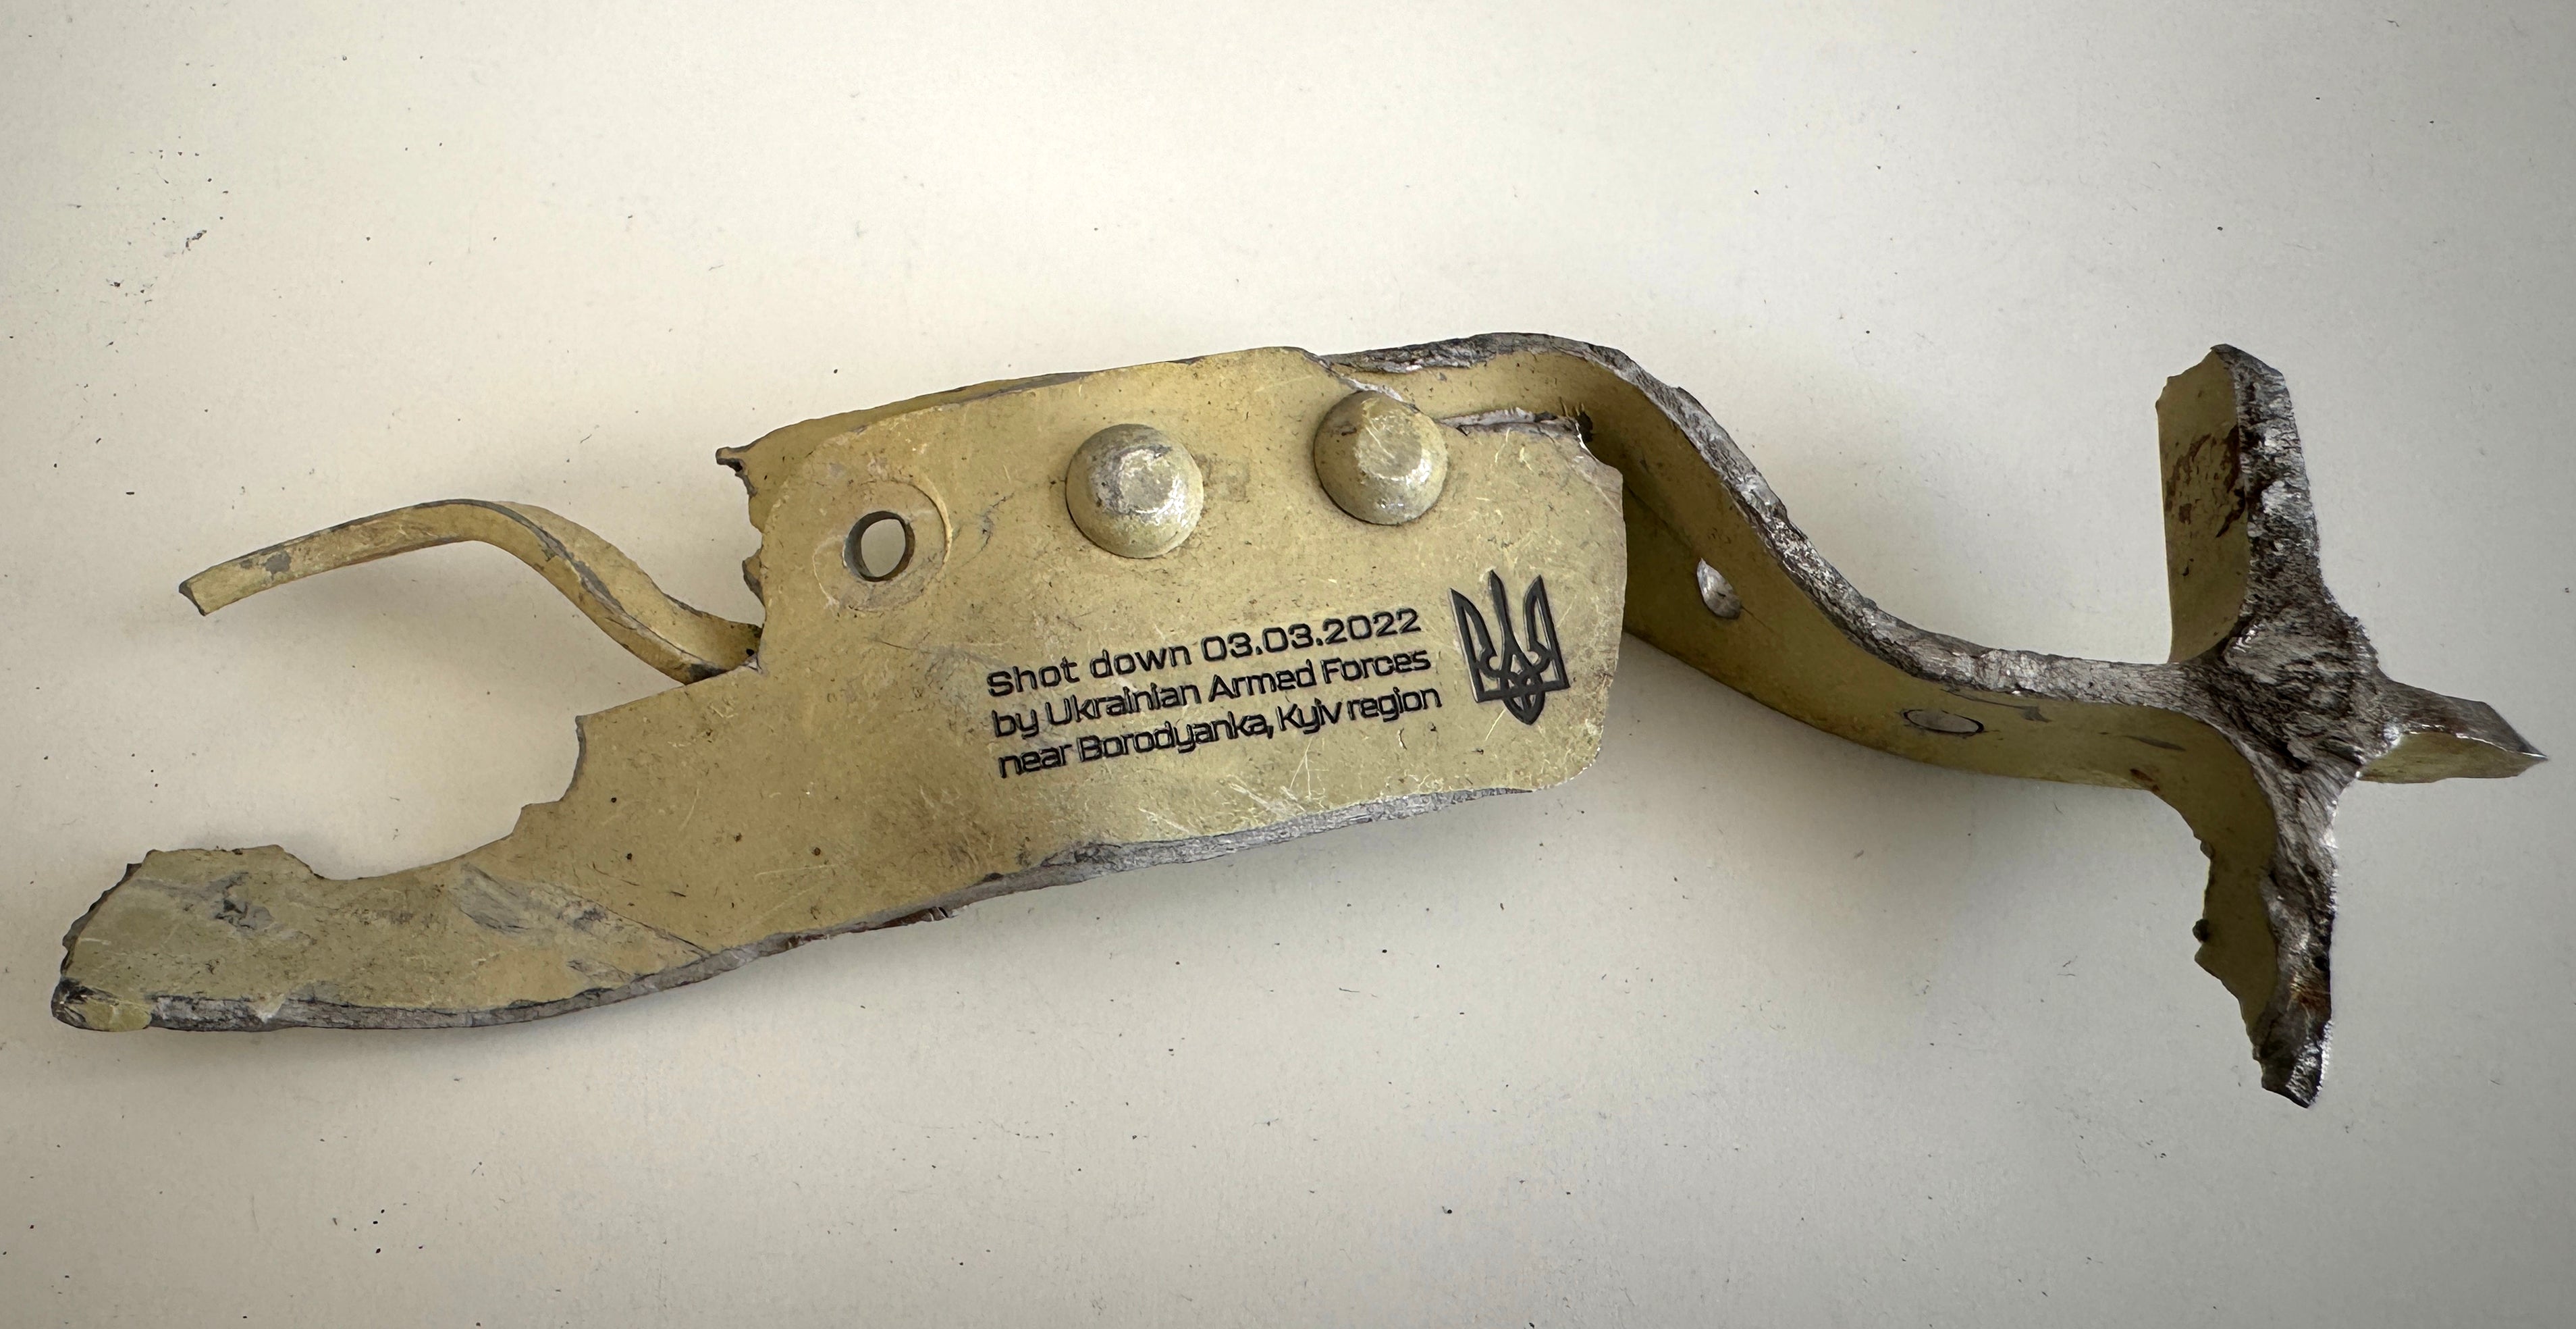 Shot down 03.03.2022
by Ukrainian Armed Forces
near Borodyanka, Kyiv region